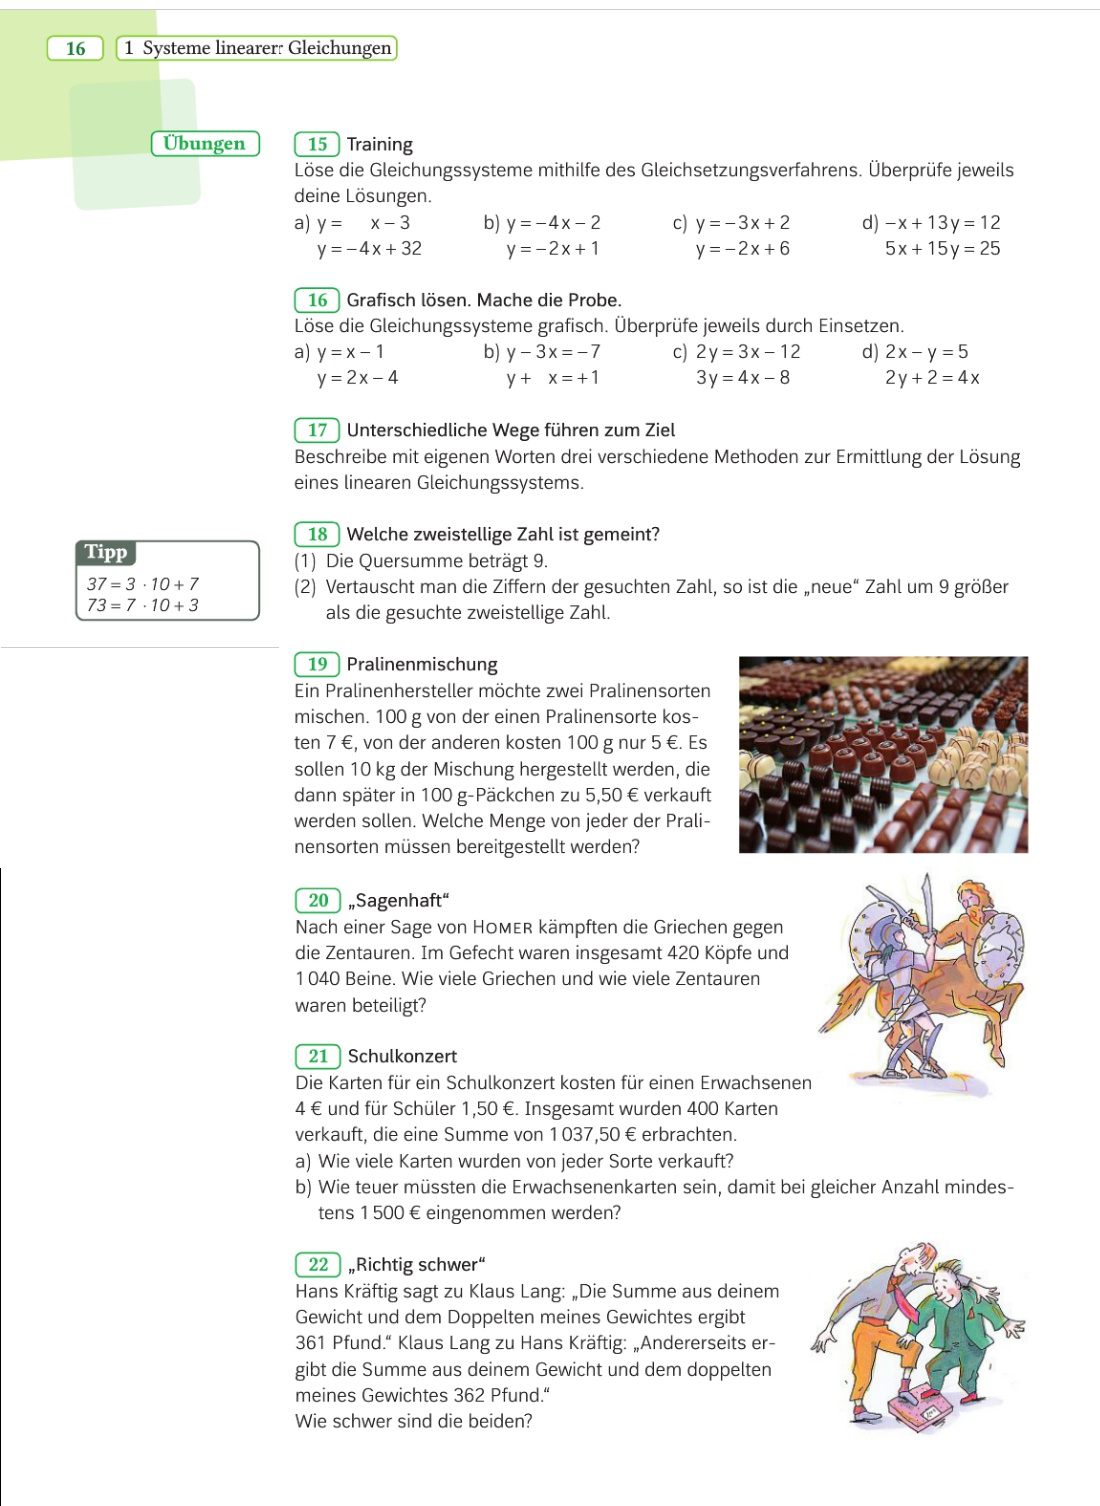 16 1 Systeme linearer Gleichungen
Übungen
15 Training
Löse die Gleichungssysteme mithilfe des Gleichsetzungsverfahrens. Überprüfe jeweils
deine Lösungen.
a) y = x – 3 b) y = –4x – 2 c) y = –3x + 2 d) –x + 13y = 12
y = –4x + 32 y = –2x + 1 y = –2x + 6 5x + 15y = 25
16 Grafisch lösen. Mache die Probe.
Löse die Gleichungssysteme grafisch. Überprüfe jeweils durch Einsetzen.
a) y = x – 1 b) y – 3x = –7 c) 2y = 3x – 12 d) 2x – y = 5
y = 2x – 4 y + x = +1 3y = 4x – 8 2y + 2 = 4x
17 Unterschiedliche Wege führen zum Ziel
Beschreibe mit eigenen Worten drei verschiedene Methoden zur Ermittlung der Lösung
eines linearen Gleichungssystems.
18 Welche zweistellige Zahl ist gemeint?
(1) Die Quersumme beträgt 9.
(2) Vertauscht man die Ziffern der gesuchten Zahl, so ist die „neue“ Zahl um 9 größer
als die gesuchte zweistellige Zahl.
Tipp
37 = 3 · 10 + 7
73 = 7 · 10 + 3
19 Pralinenmischung
Ein Pralinenhersteller möchte zwei Pralinensorten
mischen. 100 g von der einen Pralinensorte kos-
ten 7 €, von der anderen kosten 100 g nur 5 €. Es
sollen 10 kg der Mischung hergestellt werden, die
dann später in 100 g-Päckchen zu 5,50 € verkauft
werden sollen. Welche Menge von jeder der Prali-
nensorten müssen bereitgestellt werden?
20 „Sagenhaft“
Nach einer Sage von HOMER kämpften die Griechen gegen
die Zentauren. Im Gefecht waren insgesamt 420 Köpfe und
1 040 Beine. Wie viele Griechen und wie viele Zentauren
waren beteiligt?
21 Schulkonzert
Die Karten für ein Schulkonzert kosten für einen Erwachsenen
4 € und für Schüler 1,50 €. Insgesamt wurden 400 Karten
verkauft, die eine Summe von 1 037,50 € erbrachten.
a) Wie viele Karten wurden von jeder Sorte verkauft?
b) Wie teuer müssten die Erwachsenenkarten sein, damit bei gleicher Anzahl mindes-
tens 1 500 € eingenommen werden?
22 „Richtig schwer“
Hans Kräftig sagt zu Klaus Lang: „Die Summe aus deinem
Gewicht und dem Doppelten meines Gewichtes ergibt
361 Pfund.“ Klaus Lang zu Hans Kräftig: „Andererseits er-
gibt die Summe aus deinem Gewicht und dem doppelten
meines Gewichtes 362 Pfund.“
Wie schwer sind die beiden?